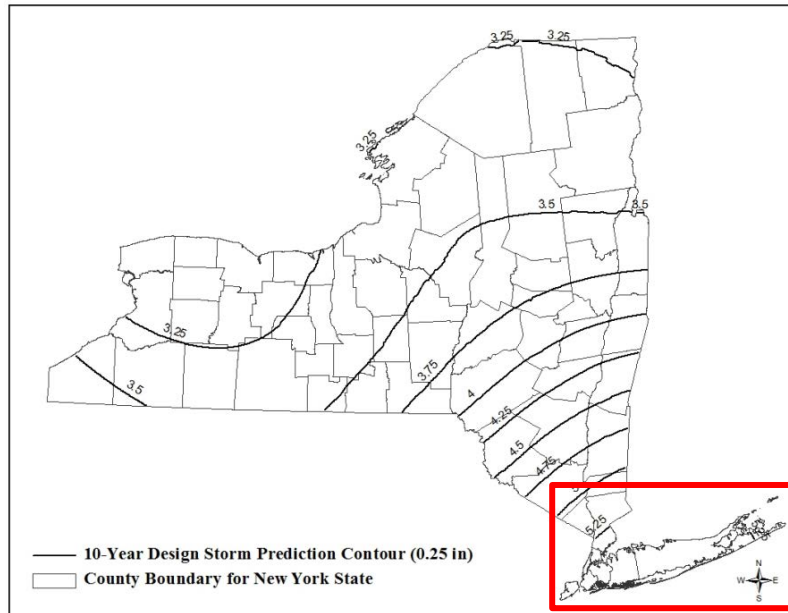 3.25 3.25
3.25
3.5 3.5
3.25
3.5
3.75
4
4.25
4.5
4.75
5.25
10-Year Design Storm Prediction Contour (0.25 in)
County Boundary for New York State
N
W E
S